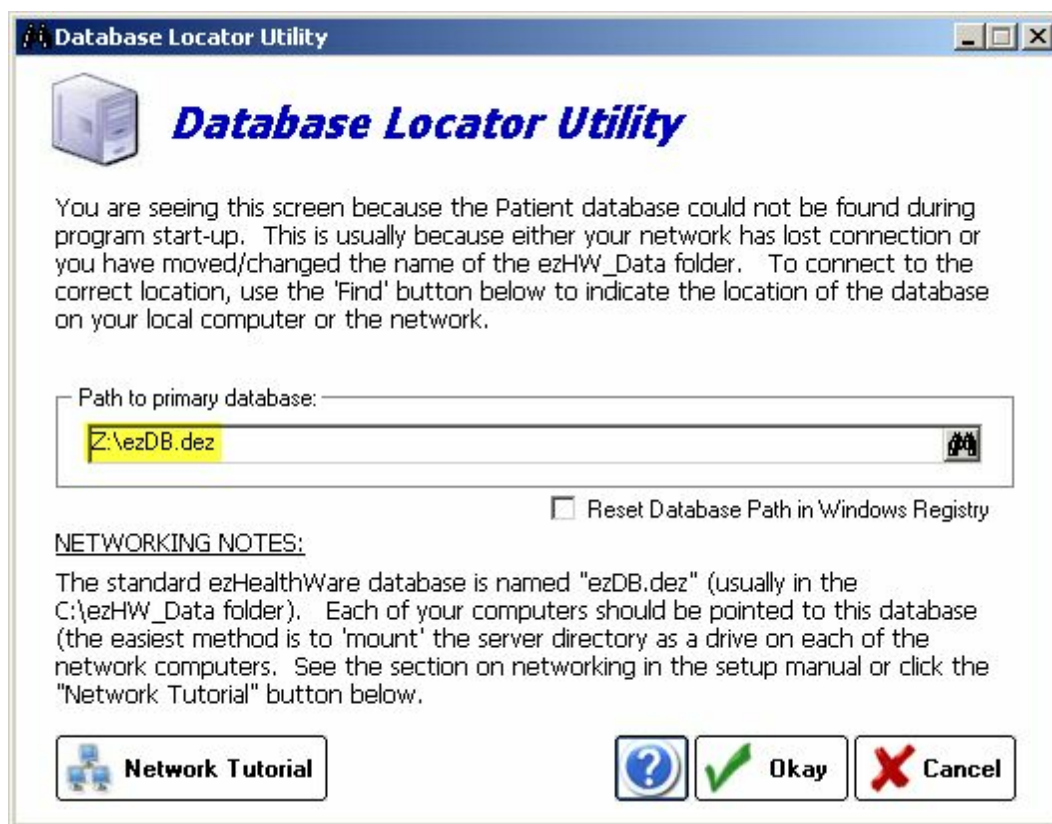 Database Locator Utility
Database Locator Utility
You are seeing this screen because the Patient database could not be found during
program start-up.  This is usually because either your network has lost connection or
you have moved/changed the name of the ezHW_Data folder.   To connect to the
correct location, use the 'Find' button below to indicate the location of the database
on your local computer or the network.
Path to primary database:
Z:\ezDB.dez
Reset Database Path in Windows Registry
NETWORKING NOTES:
The standard ezHealthWare database is named "ezDB.dez" (usually in the
C:\ezHW_Data folder).   Each of your computers should be pointed to this database
(the easiest method is to 'mount' the server directory as a drive on each of the
network computers.  See the section on networking in the setup manual or click the
"Network Tutorial" button below.
Network Tutorial ? Okay Cancel